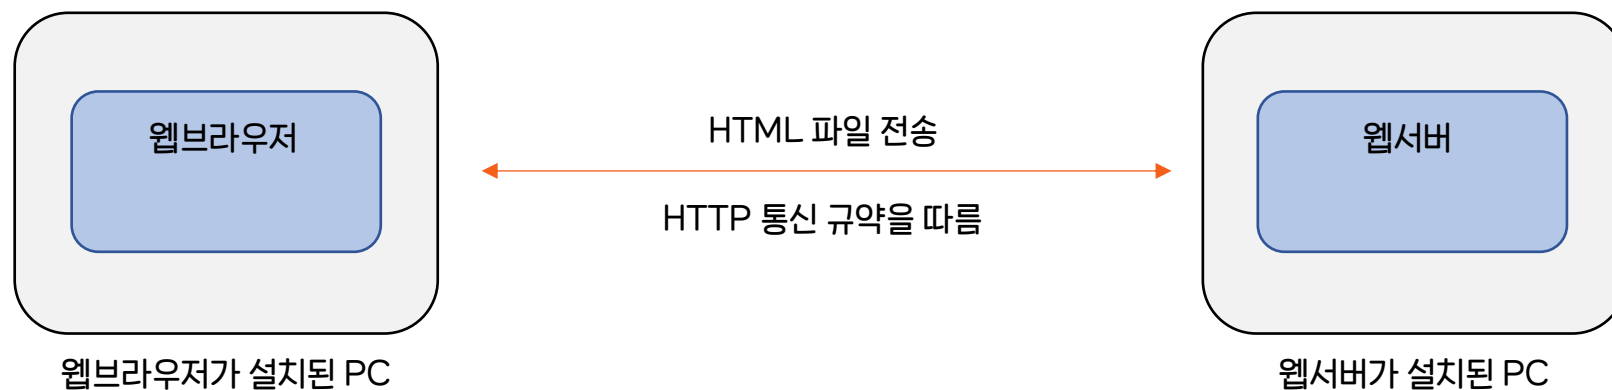 웹브라우저
HTML 파일 전송
웹서버
HTTP 통신 규약을 따름
웹브라우저가 설치된 PC
웹서버가 설치된 PC